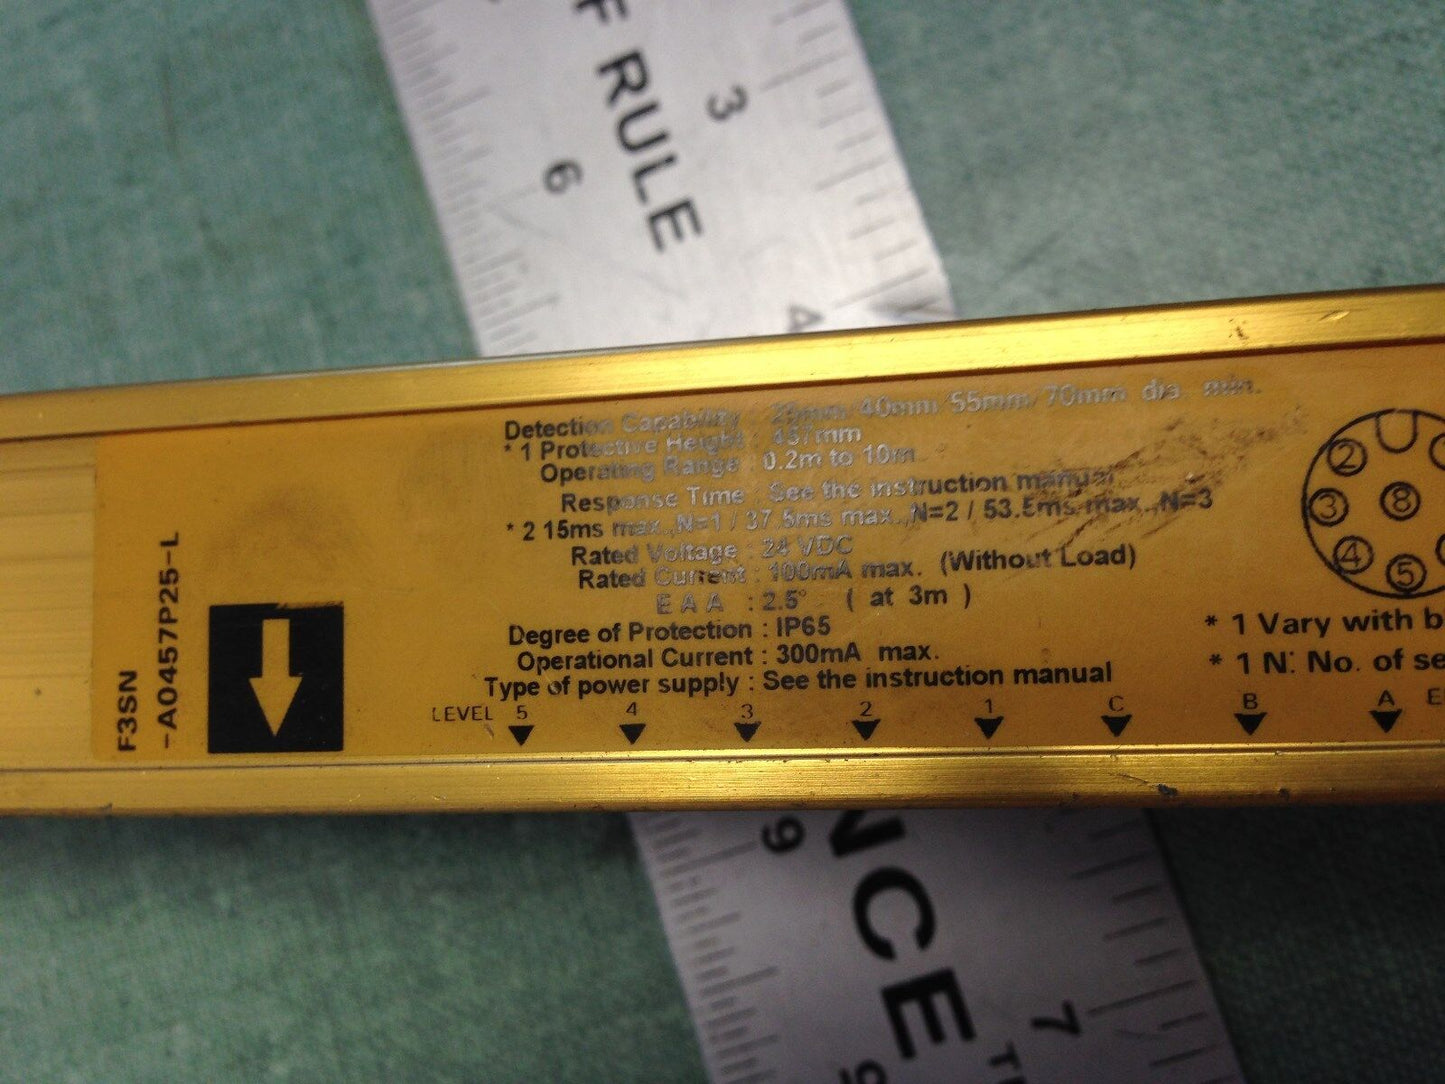 F RULE
3
6
4
Detection Capability : 25mm/40mm/55mm/70mm dia. min.
* 1 Protective Height : 457mm
Operating Range : 0.2m to 10m
Response Time : See the instruction manual
* 2 15ms max.,N=1 / 37.5ms max.,N=2 / 53.5ms max.,N=3
Rated Voltage : 24 VDC
Rated Current : 100mA max. (Without Load)
E A A : 2.5° ( at 3m )
Degree of Protection : IP65
Operational Current : 300mA max.
Type of power supply : See the instruction manual
LEVEL 5 4 3 2 1 C B A E
F3SN
-A0457P25-L
2
3 8
4
5
* 1 Vary with b
* 1 N: No. of se
9
NCE
7
9